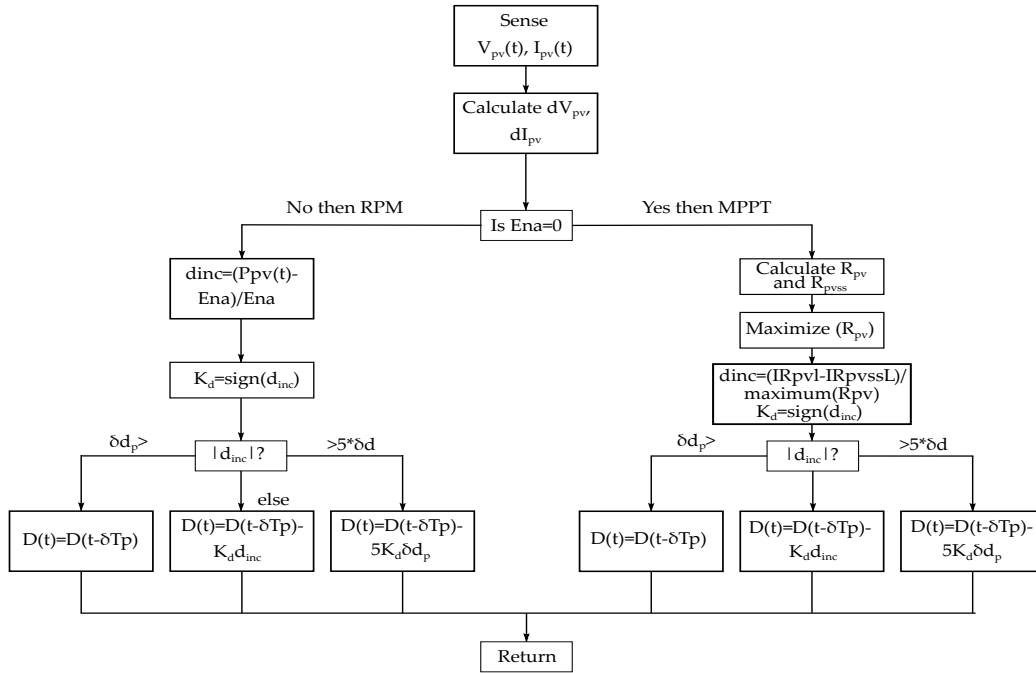 Sense
Vpv(t), Ipv(t)
Calculate dVpv,
dIpv
No then RPM
Is Ena=0
Yes then MPPT
dinc=(Ppv(t)-
Ena)/Ena
Kd=sign(dinc)
δdp>
|dinc|?
>5*δd
else
D(t)=D(t-δTp)
D(t)=D(t-δTp)-
Kddinc
D(t)=D(t-δTp)-
5Kdδdp
Calculate Rpv
and Rpvss
Maximize (Rpv)
dinc=(IRpvl-IRpvssL)/
maximum(Rpv)
Kd=sign(dinc)
δdp>
|dinc|?
>5*δd
D(t)=D(t-δTp)
D(t)=D(t-δTp)-
Kddinc
D(t)=D(t-δTp)-
5Kdδdp
Return